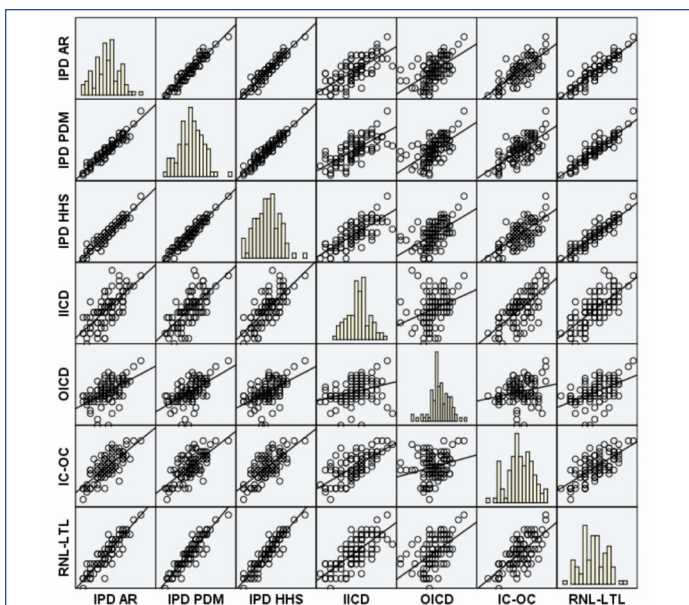 IPD AR
IPD PDM
IPD HHS
IICD
OICD
IC-OC
RNL-LTL
IPD AR IPD PDM IPD HHS IICD OICD IC-OC RNL-LTL